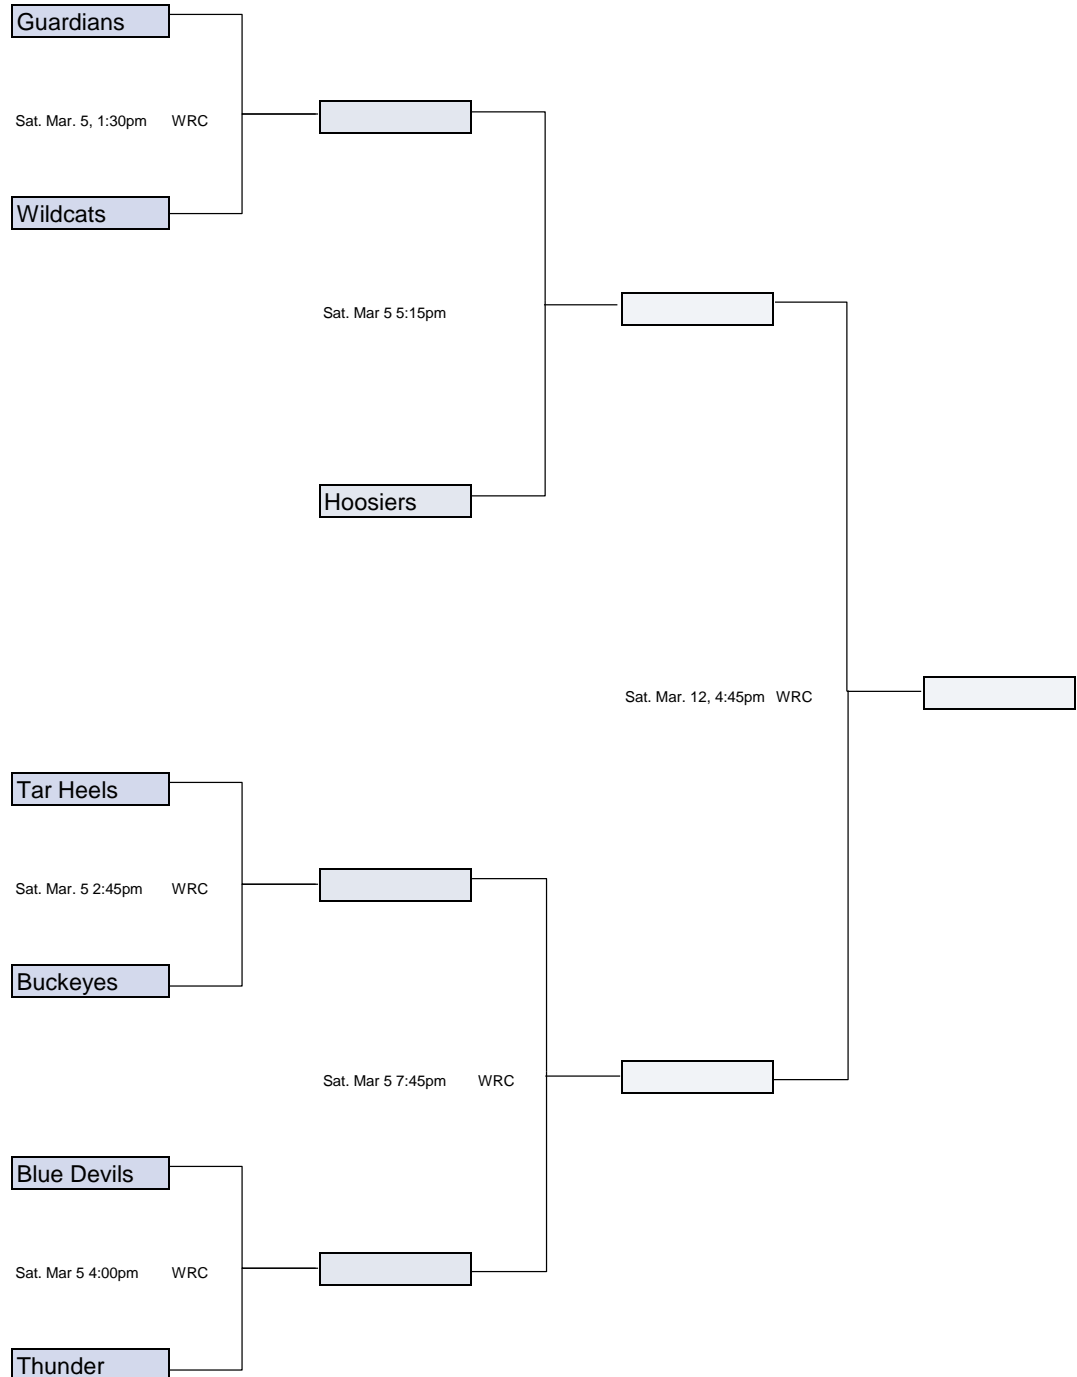 Guardians
Sat. Mar. 5, 1:30pm WRC
Wildcats
Sat. Mar 5 5:15pm
Hoosiers
Sat. Mar. 12, 4:45pm WRC
Tar Heels
Sat. Mar. 5 2:45pm WRC
Buckeyes
Sat. Mar 5 7:45pm WRC
Blue Devils
Sat. Mar 5 4:00pm WRC
Thunder